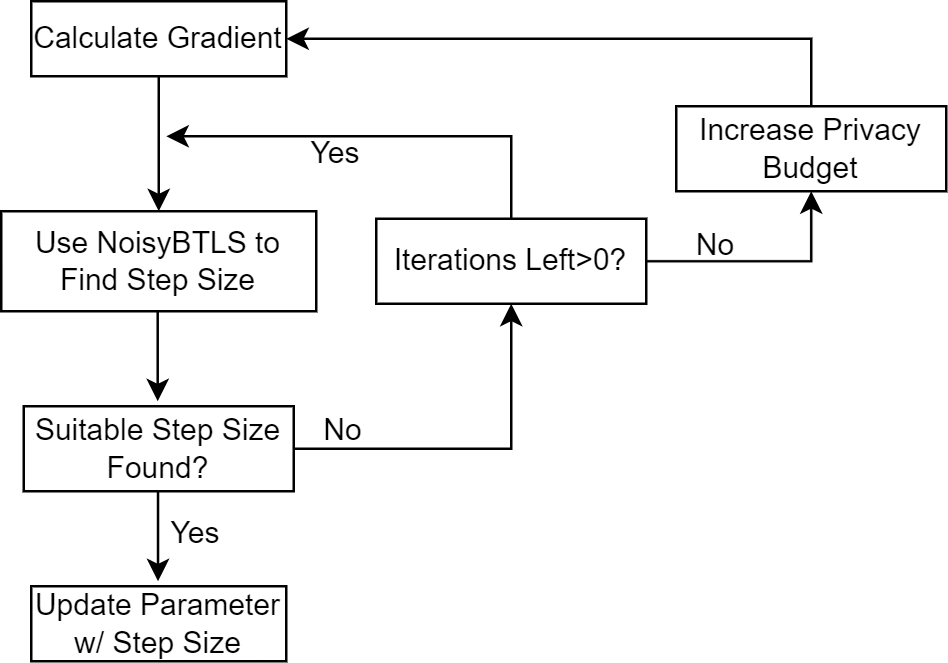 Calculate Gradient
Increase Privacy
Budget
Yes
Use NoisyBTLS to
Find Step Size
Iterations Left>0?
No
Suitable Step Size
Found?
No
Yes
Update Parameter
w/ Step Size